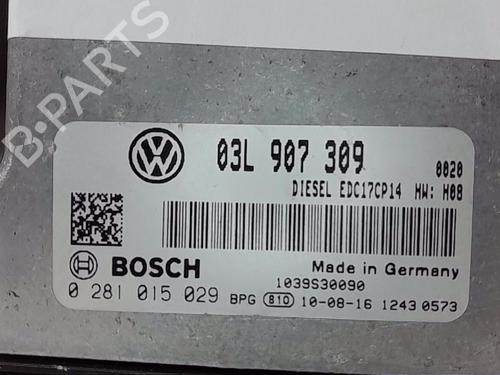 B-PARTS
03L 907 309
0020
DIESEL EDC17CP14 HW: H08
BOSCH
Made in Germany
1039S30090
0 281 015 029 BPG 810 10-08-16 1243 0573